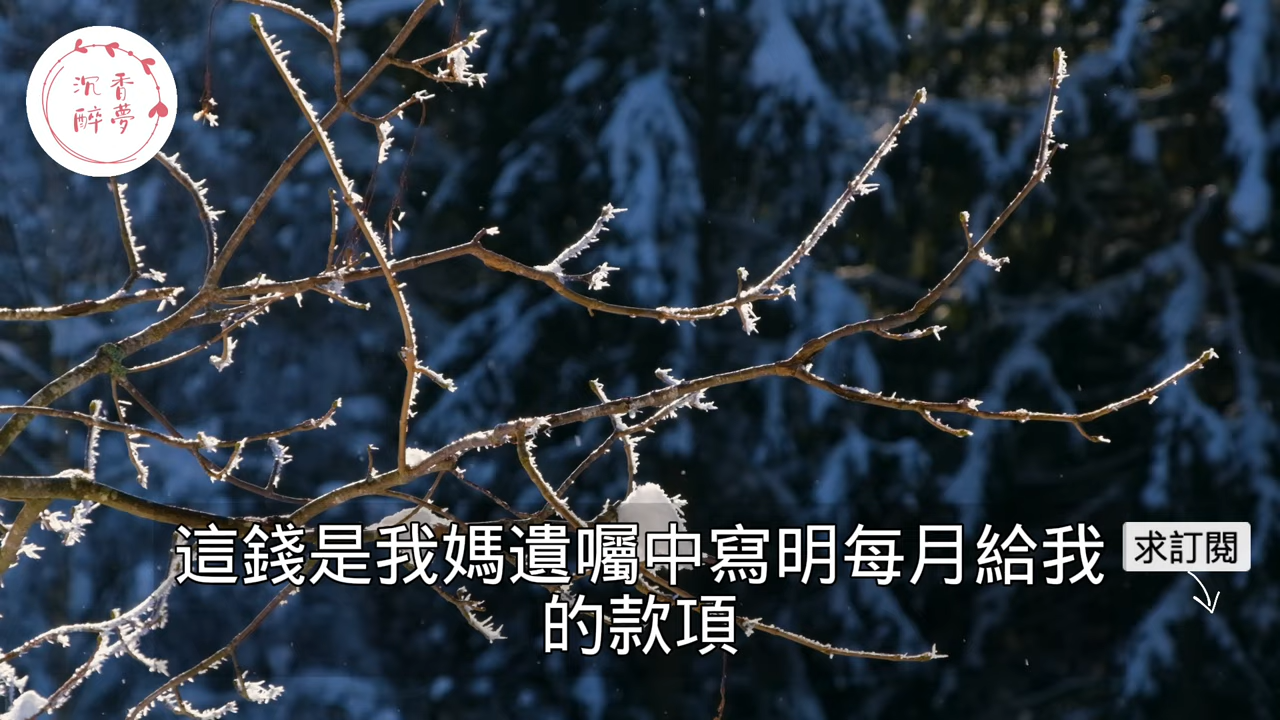 沉香
醉夢
這錢是我媽遺囑中寫明每月給我
的款項
求訂閱